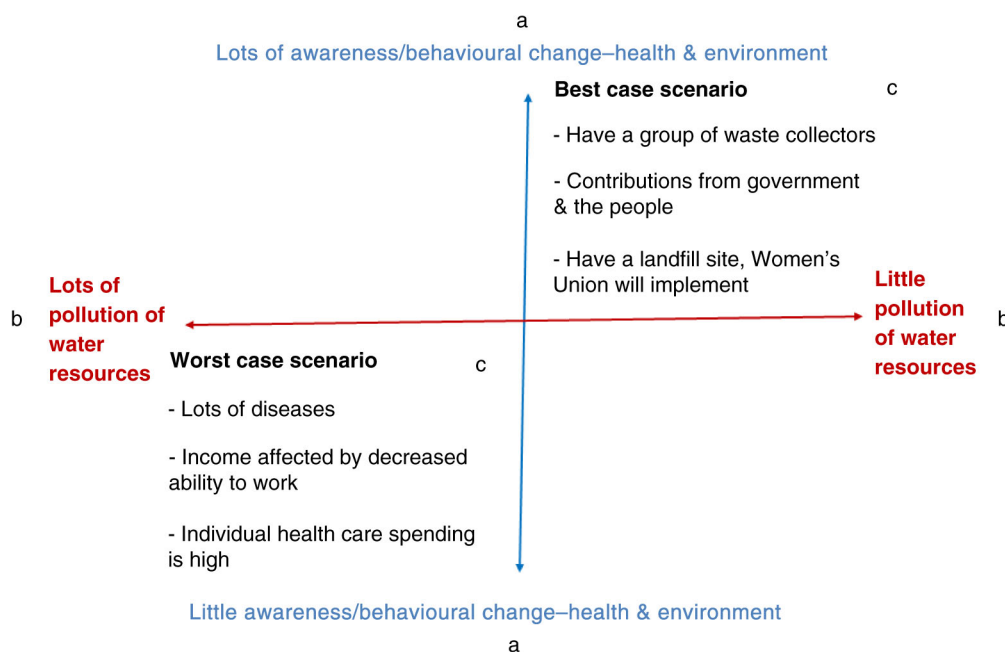 a
Lots of awareness/behavioural change–health & environment
Best case scenario
c
- Have a group of waste collectors
- Contributions from government
& the people
- Have a landfill site, Women's
Union will implement
b
Lots of
pollution of
water
resources
Little
pollution
of water
resources
b
Worst case scenario
c
- Lots of diseases
- Income affected by decreased
ability to work
- Individual health care spending
is high
Little awareness/behavioural change–health & environment
a